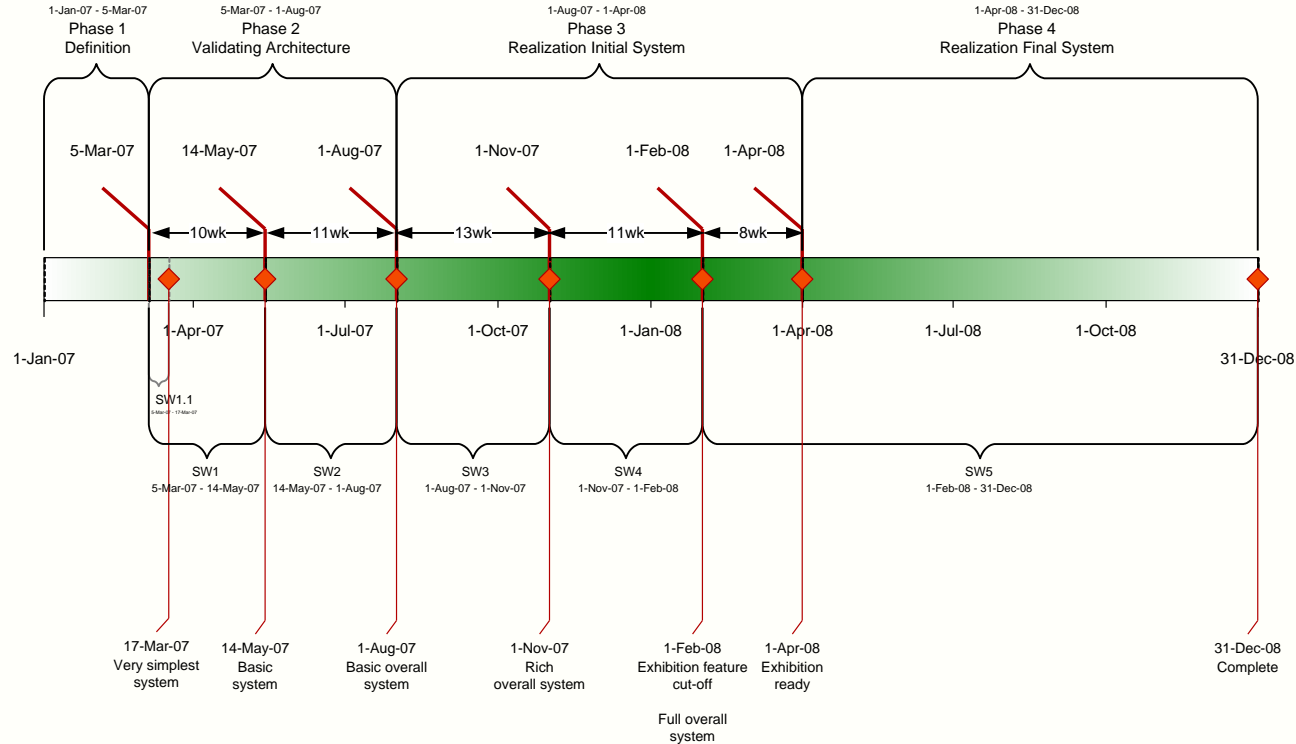 1-Jan-07 - 5-Mar-07
Phase 1
Definition
5-Mar-07 - 1-Aug-07
Phase 2
Validating Architecture
1-Aug-07 - 1-Apr-08
Phase 3
Realization Initial System
1-Apr-08 - 31-Dec-08
Phase 4
Realization Final System
5-Mar-07
14-May-07
1-Aug-07
1-Nov-07
1-Feb-08
1-Apr-08
10wk
11wk
13wk
11wk
8wk
1-Apr-07
1-Jul-07
1-Oct-07
1-Jan-08
1-Apr-08
1-Jul-08
1-Oct-08
1-Jan-07
31-Dec-08
SW1.1
5-Mar-07 - 17-Mar-07
SW1
5-Mar-07 - 14-May-07
SW2
14-May-07 - 1-Aug-07
SW3
1-Aug-07 - 1-Nov-07
SW4
1-Nov-07 - 1-Feb-08
SW5
1-Feb-08 - 31-Dec-08
17-Mar-07
Very simplest
system
14-May-07
Basic
system
1-Aug-07
Basic overall
system
1-Nov-07
Rich
overall system
1-Feb-08
Exhibition feature
cut-off
Full overall
system
1-Apr-08
Exhibition
ready
31-Dec-08
Complete